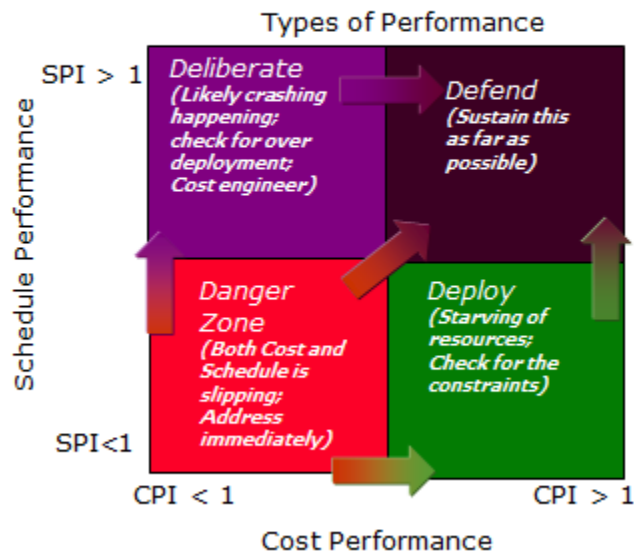 Types of Performance
SPI > 1
Deliberate
(Likely crashing
happening;
check for over
deployment;
Cost engineer)
Defend
(Sustain this
as far as
possible)
Schedule Performance
Danger
Zone
(Both Cost and
Schedule is
slipping;
Address
immediately)
Deploy
(Starving of
resources;
Check for the
constraints)
SPI<1
CPI < 1
CPI > 1
Cost Performance